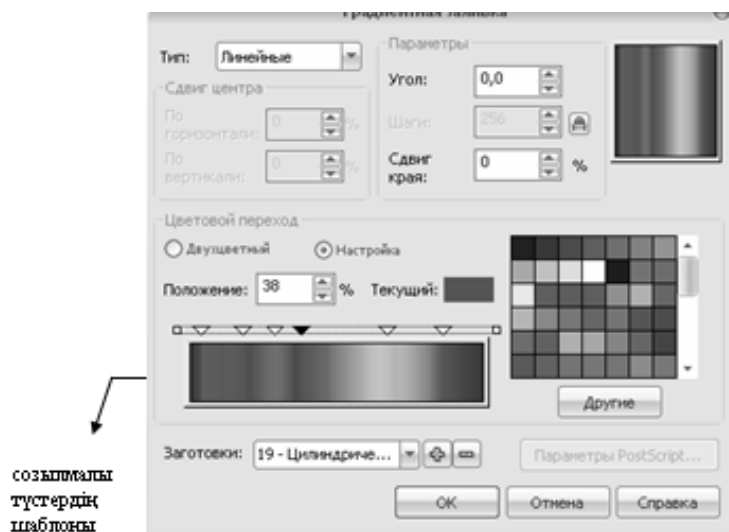 Градиентная заливка
Тип: Линейные
Сдвиг центра
По горизонтали: 0 %
По вертикали: 0 %
Параметры
Угол: 0,0
Шаги: 256
Сдвиг края: 0 %
Цветовой переход
Двухцветный Настройка
Положение: 38 % Текущий:
Другие
Заготовки: 19 - Цилиндриче...
Параметры PostScript...
OK Отмена Справка
созылмалы
түстердің
шаблоны